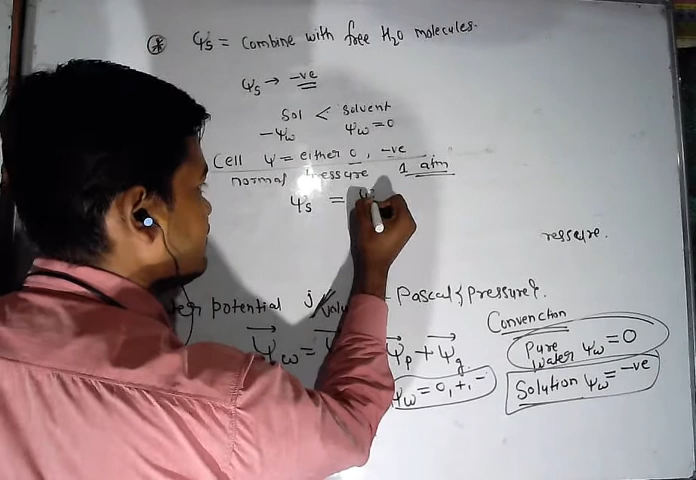 * Ψs = Combine with free H2O molecules.
Ψs → -ve
Sol < solvent
-Ψw Ψw = 0
Cell Ψ = either 0, -ve
normal pressure 1 atm
Ψs = Ψ
ressure.
potential valu Pascal {Pressure}.
Convenction
Ψw = Ψp + Ψg
Pure water Ψw = 0
Ψw = 0, +, -
Solution Ψw = -ve